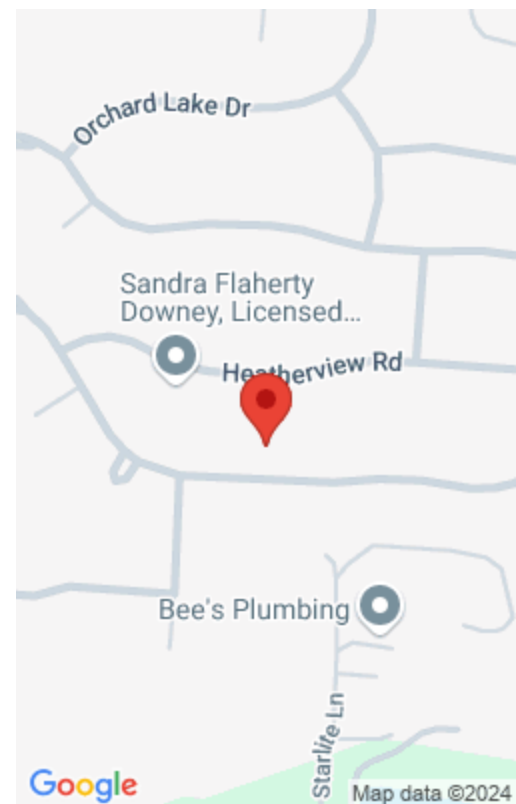 Orchard Lake Dr
Sandra Flaherty
Downey, Licensed...
Heatherview Rd
Bee's Plumbing
Starlite Ln
Google
Map data ©2024